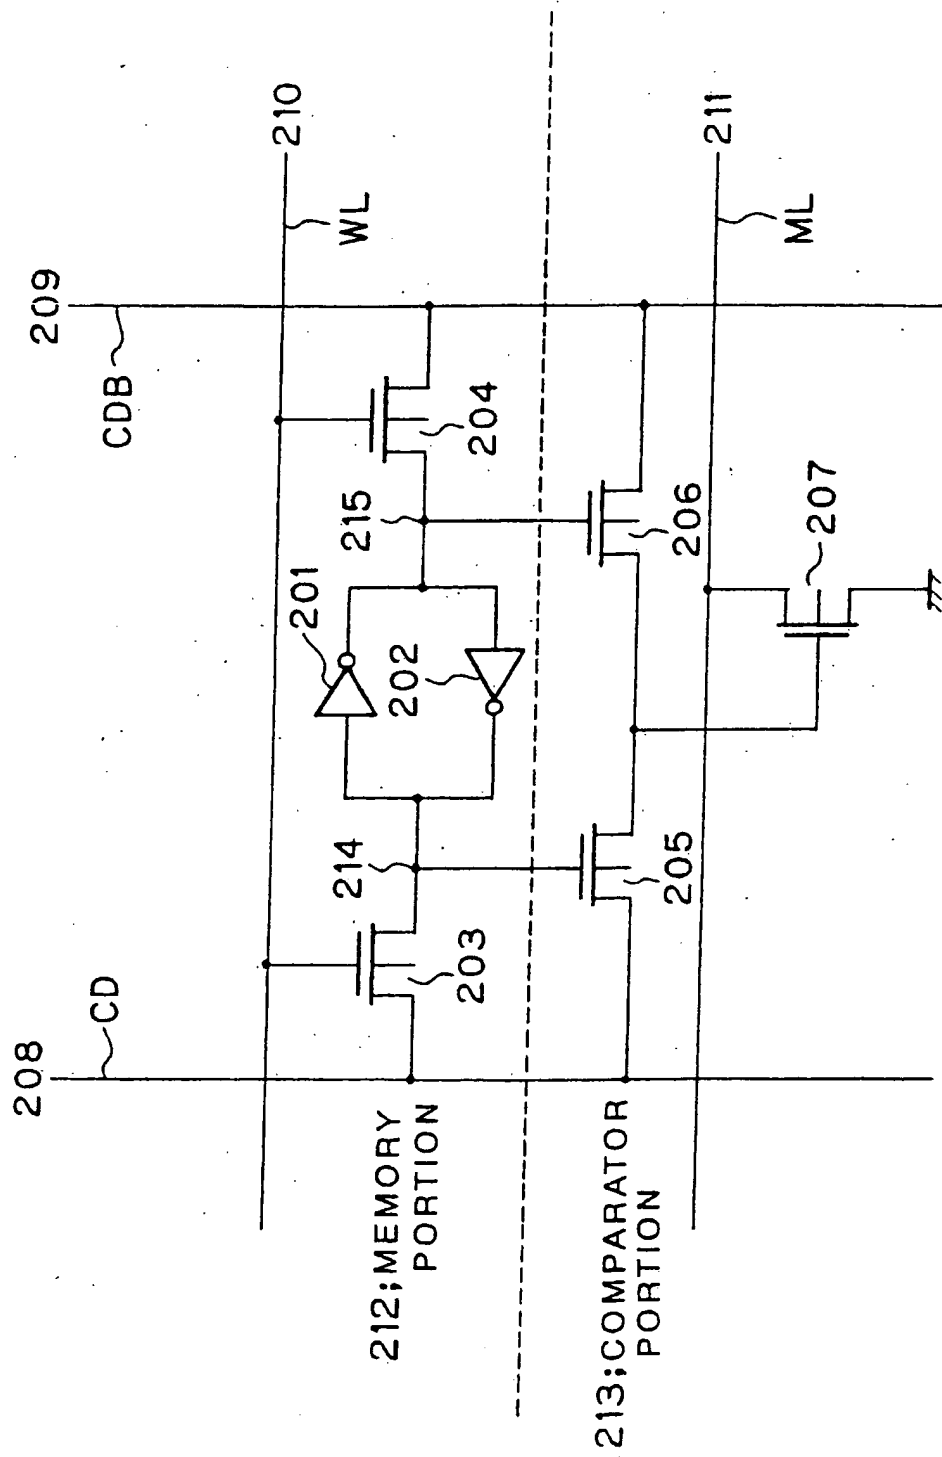 208
CD
209
CDB
210
WL
201
202
203
204
214
215
212;MEMORY
PORTION
213;COMPARATOR
PORTION
205
206
207
211
ML